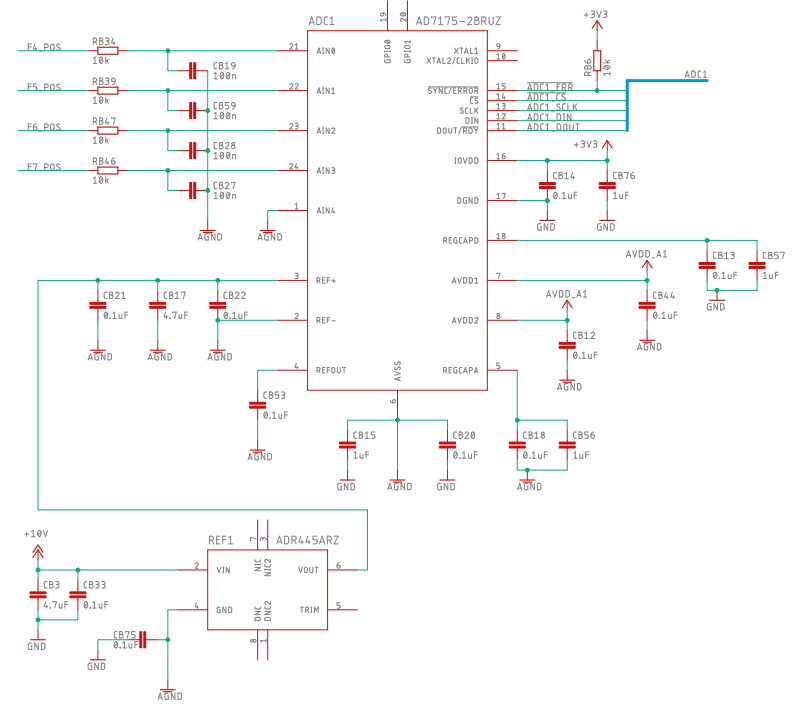 ADC1
AD7175-2BRUZ
19
20
GPIO0
GPIO1
+3V3
RB6
10k
ADC1
F4_POS
RB34
10k
21
AIN0
CB19
100n
F5_POS
RB39
10k
22
AIN1
CB59
100n
F6_POS
RB47
10k
23
AIN2
CB28
100n
F7_POS
RB46
10k
24
AIN3
CB27
100n
1
AIN4
AGND
AGND
XTAL1
9
XTAL2/CLKIO
10
SYNC/ERROR
15
ADC1_ERR
CS
14
ADC1_CS
SCLK
13
ADC1_SCLK
DIN
12
ADC1_DIN
DOUT/RDY
11
ADC1_DOUT
+3V3
IOVDD
16
CB14
0.1uF
CB76
1uF
DGND
17
GND
GND
REGCAPD
18
CB13
0.1uF
CB57
1uF
GND
AVDD_A1
AVDD1
7
CB44
0.1uF
AGND
AVDD_A1
AVDD2
8
CB12
0.1uF
AGND
3
REF+
CB21
0.1uF
CB17
4.7uF
CB22
0.1uF
2
REF-
AGND
AGND
AGND
4
REFOUT
CB53
0.1uF
AGND
AVSS
6
REGCAPA
5
CB15
1uF
CB20
0.1uF
CB18
0.1uF
CB56
1uF
GND
AGND
GND
AGND
+10V
REF1
ADR445ARZ
7
3
NIC
NIC2
2
VIN
VOUT
6
CB3
4.7uF
CB33
0.1uF
4
GND
TRIM
5
DNC
DNC2
8
1
GND
CB75
0.1uF
GND
AGND